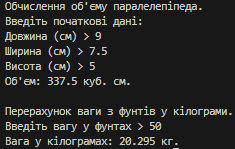 Обчислення об'єму паралелепіпеда.
Введіть початкові дані:
Довжина (см) > 9
Ширина (см) > 7.5
Висота (см) > 5
Об'єм: 337.5 куб. см.
Перерахунок ваги з фунтів у кілограми.
Введіть вагу у фунтах > 50
Вага у кілограмах: 20.295 кг.